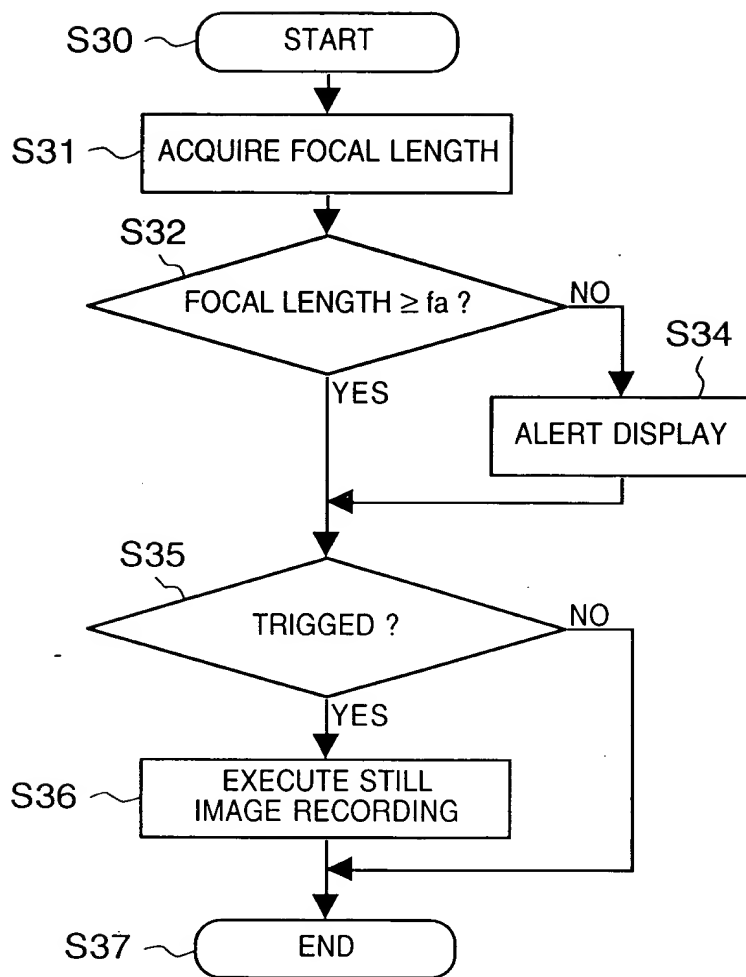 S30
START
S31
ACQUIRE FOCAL LENGTH
S32
FOCAL LENGTH ≥ fa ?
NO
YES
S34
ALERT DISPLAY
S35
TRIGGED ?
NO
YES
S36
EXECUTE STILL
IMAGE RECORDING
S37
END